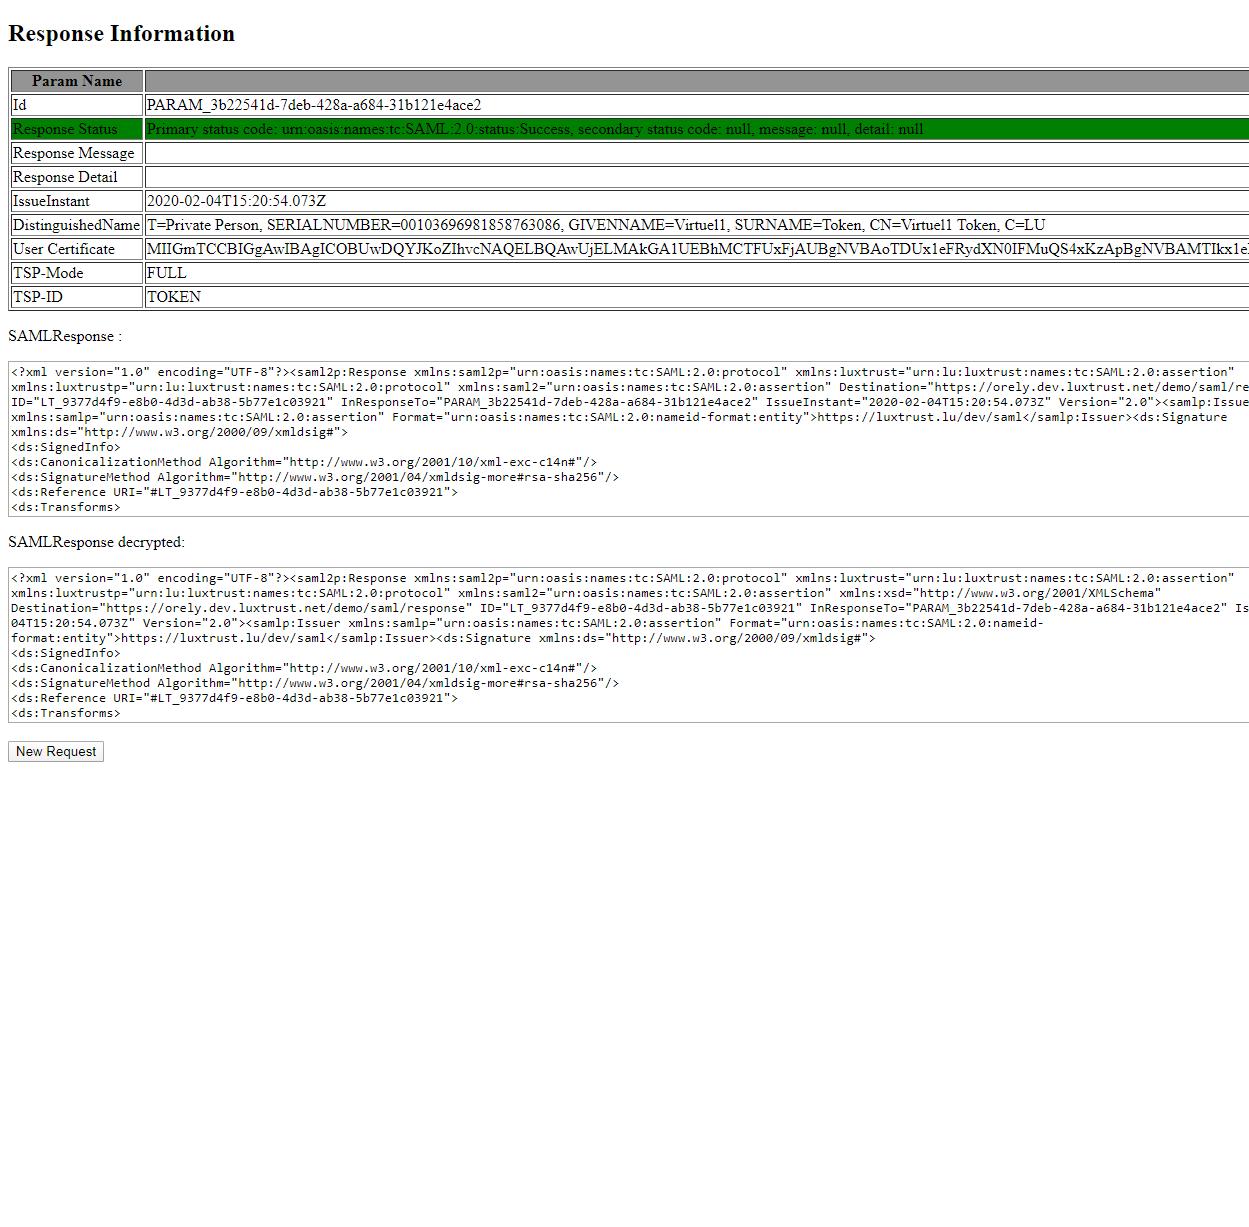 Response Information
Param Name
Id PARAM_3b22541d-7deb-428a-a684-31b121e4ace2
Response Status Primary status code: urn:oasis:names:tc:SAML:2.0:status:Success, secondary status code: null, message: null, detail: null
Response Message
Response Detail
IssueInstant 2020-02-04T15:20:54.073Z
DistinguishedName T=Private Person, SERIALNUMBER=00103696981858763086, GIVENNAME=Virtuel1, SURNAME=Token, CN=Virtuel1 Token, C=LU
User Certificate MIIGmTCCBIGgAwIBAgICOBUwDQYJKoZIhvcNAQELBQAwUjELMAkGA1UEBhMCTFUxFjAUBgNVBAoTDUx1eFRydXN0IFMuQS4xKzApBgNVBAMTIkx1e
TSP-Mode FULL
TSP-ID TOKEN
SAMLResponse :
<?xml version="1.0" encoding="UTF-8"?><saml2p:Response xmlns:saml2p="urn:oasis:names:tc:SAML:2.0:protocol" xmlns:luxtrust="urn:lu:luxtrust:names:tc:SAML:2.0:assertion"
xmlns:luxtrustp="urn:lu:luxtrust:names:tc:SAML:2.0:protocol" xmlns:saml2="urn:oasis:names:tc:SAML:2.0:assertion" Destination="https://orely.dev.luxtrust.net/demo/saml/re
ID="LT_9377d4f9-e8b0-4d3d-ab38-5b77e1c03921" InResponseTo="PARAM_3b22541d-7deb-428a-a684-31b121e4ace2" IssueInstant="2020-02-04T15:20:54.073Z" Version="2.0"><samlp:Issue
xmlns:samlp="urn:oasis:names:tc:SAML:2.0:assertion" Format="urn:oasis:names:tc:SAML:2.0:nameid-format:entity">https://luxtrust.lu/dev/saml</samlp:Issuer><ds:Signature
xmlns:ds="http://www.w3.org/2000/09/xmldsig#">
<ds:SignedInfo>
<ds:CanonicalizationMethod Algorithm="http://www.w3.org/2001/10/xml-exc-c14n#"/>
<ds:SignatureMethod Algorithm="http://www.w3.org/2001/04/xmldsig-more#rsa-sha256"/>
<ds:Reference URI="#LT_9377d4f9-e8b0-4d3d-ab38-5b77e1c03921">
<ds:Transforms>
SAMLResponse decrypted:
<?xml version="1.0" encoding="UTF-8"?><saml2p:Response xmlns:saml2p="urn:oasis:names:tc:SAML:2.0:protocol" xmlns:luxtrust="urn:lu:luxtrust:names:tc:SAML:2.0:assertion"
xmlns:luxtrustp="urn:lu:luxtrust:names:tc:SAML:2.0:protocol" xmlns:saml2="urn:oasis:names:tc:SAML:2.0:assertion" xmlns:xsd="http://www.w3.org/2001/XMLSchema"
Destination="https://orely.dev.luxtrust.net/demo/saml/response" ID="LT_9377d4f9-e8b0-4d3d-ab38-5b77e1c03921" InResponseTo="PARAM_3b22541d-7deb-428a-a684-31b121e4ace2" Is
04T15:20:54.073Z" Version="2.0"><samlp:Issuer xmlns:samlp="urn:oasis:names:tc:SAML:2.0:assertion" Format="urn:oasis:names:tc:SAML:2.0:nameid-
format:entity">https://luxtrust.lu/dev/saml</samlp:Issuer><ds:Signature xmlns:ds="http://www.w3.org/2000/09/xmldsig#">
<ds:SignedInfo>
<ds:CanonicalizationMethod Algorithm="http://www.w3.org/2001/10/xml-exc-c14n#"/>
<ds:SignatureMethod Algorithm="http://www.w3.org/2001/04/xmldsig-more#rsa-sha256"/>
<ds:Reference URI="#LT_9377d4f9-e8b0-4d3d-ab38-5b77e1c03921">
<ds:Transforms>
New Request